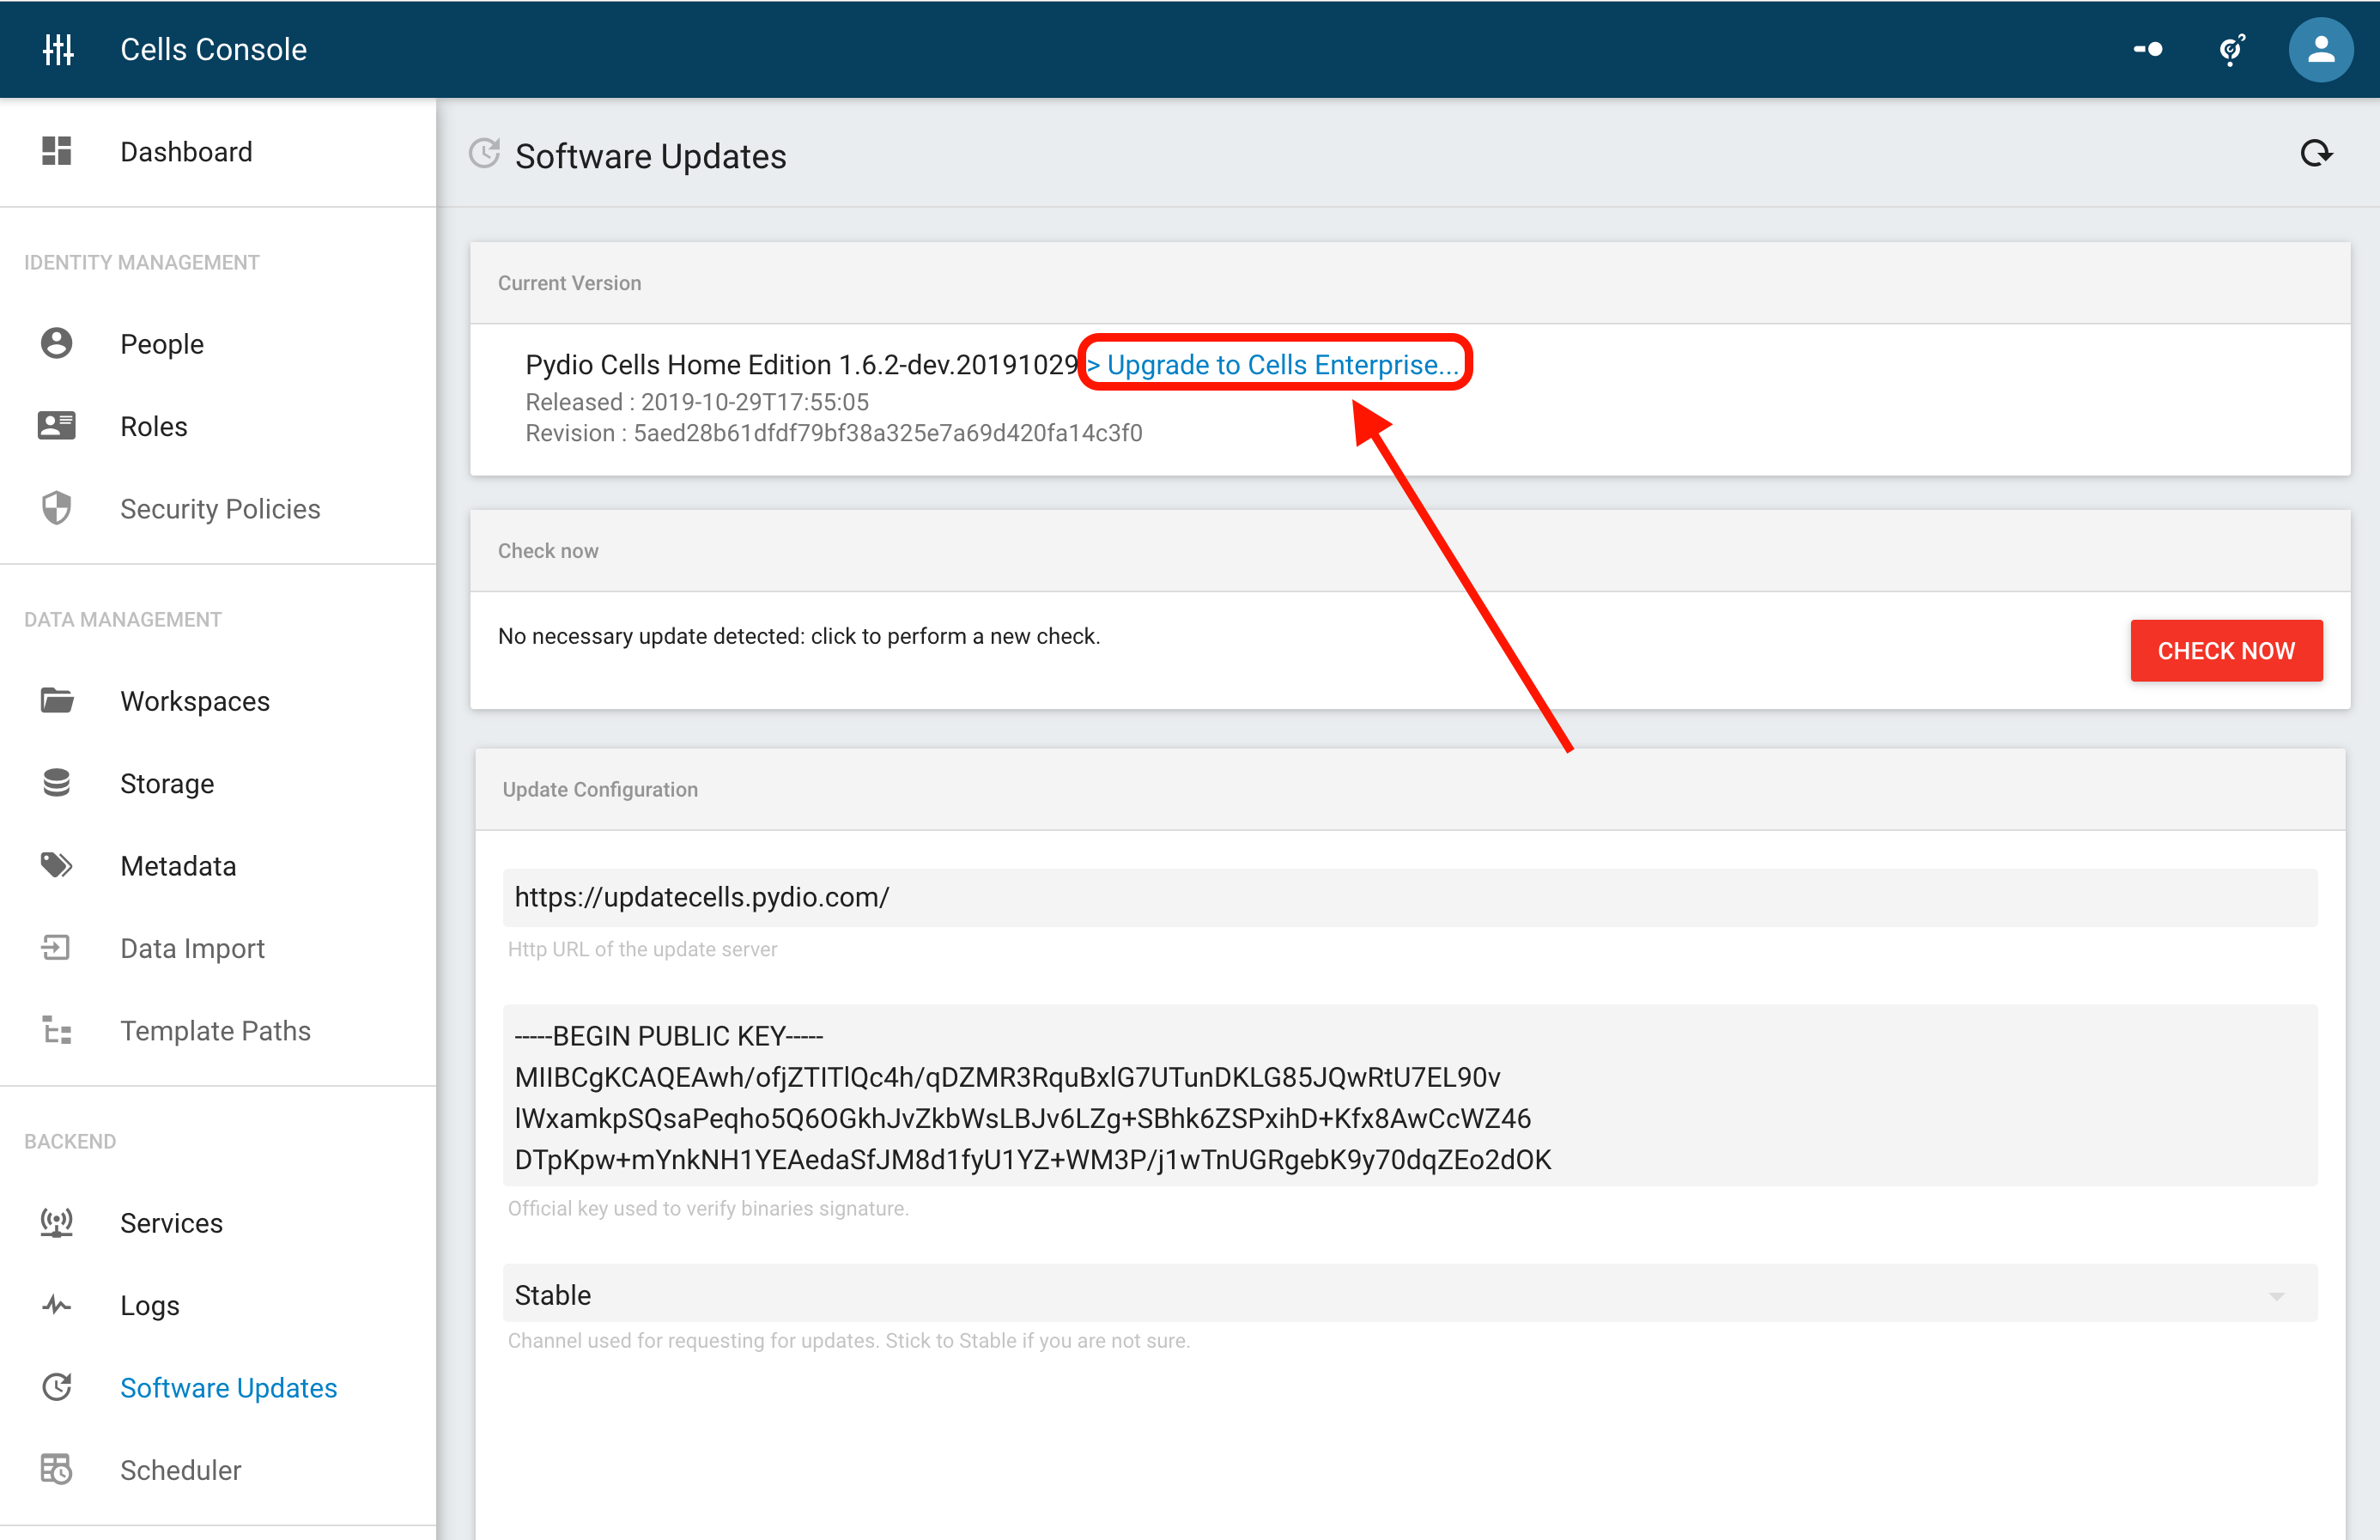 Cells Console
Dashboard
IDENTITY MANAGEMENT
People
Roles
Security Policies
DATA MANAGEMENT
Workspaces
Storage
Metadata
Data Import
Template Paths
BACKEND
Services
Logs
Software Updates
Scheduler
Software Updates
Current Version
Pydio Cells Home Edition 1.6.2-dev.20191029 > Upgrade to Cells Enterprise...
Released : 2019-10-29T17:55:05
Revision : 5aed28b61dfdf79bf38a325e7a69d420fa14c3f0
Check now
No necessary update detected: click to perform a new check.
CHECK NOW
Update Configuration
https://updatecells.pydio.com/
Http URL of the update server
-----BEGIN PUBLIC KEY-----
MIIBCgKCAQEAwh/ofjZTITlQc4h/qDZMR3RquBxlG7UTunDKLG85JQwRtU7EL90v
lWxamkpSQsaPeqho5Q6OGkhJvZkbWsLBJv6LZg+SBhk6ZSPxihD+Kfx8AwCcWZ46
DTpKpw+mYnkNH1YEAedaSfJM8d1fyU1YZ+WM3P/j1wTnUGRgebK9y70dqZEo2dOK
Official key used to verify binaries signature.
Stable
Channel used for requesting for updates. Stick to Stable if you are not sure.